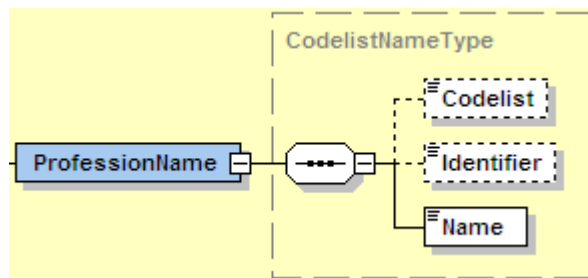 CodelistNameType
Codelist
ProfessionName
Identifier
Name